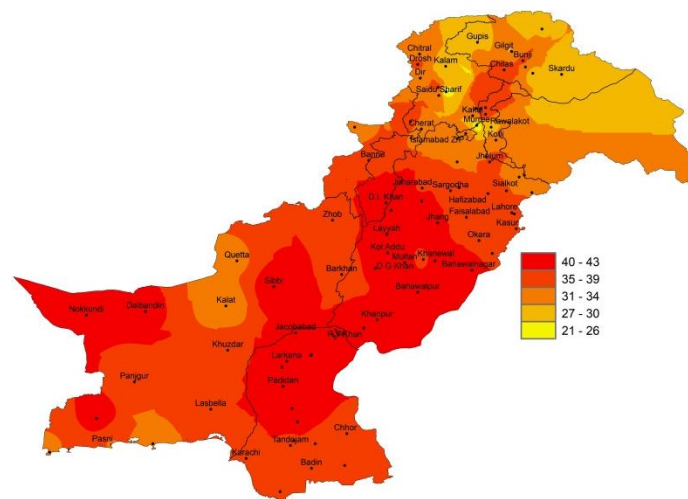 Gupis
Chitral
Gilgit
Drosh
Bunji
Kalam
Chilas
Skardu
Dir
Saidu Sharif
Kakul
Murree
Rawalakot
Cherat
Islamabad ZP
Kotli
Bannu
Jhelum
Joharabad
Sargodha
Sialkot
D.I. Khan
Hafizabad
Zhob
Jhang
Faisalabad
Lahore
Kasur
Layyah
Okara
Quetta
Kot Addu
Multan
Khanewal
Barkhan
D G Khan
Bahawalnagar
Sibbi
Bahawalpur
Nokkundi
Dalbandin
Kalat
Khanpur
Jacobabad
R.Y.Khan
Khuzdar
Larkana
Panjgur
Padidan
Lasbella
Chhor
Pasni
Tandojam
Karachi
Badin
40 - 43
35 - 39
31 - 34
27 - 30
21 - 26